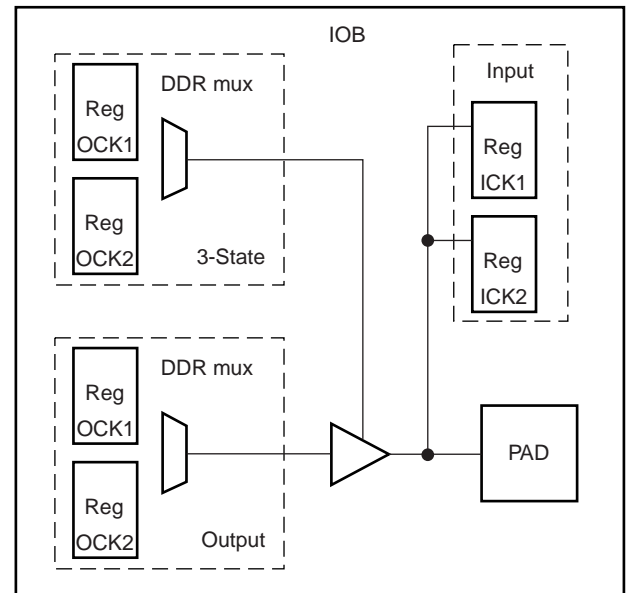 IOB
DDR mux
Reg
OCK1
Reg
OCK2
3-State
Input
Reg
ICK1
Reg
ICK2
DDR mux
Reg
OCK1
Reg
OCK2
Output
PAD